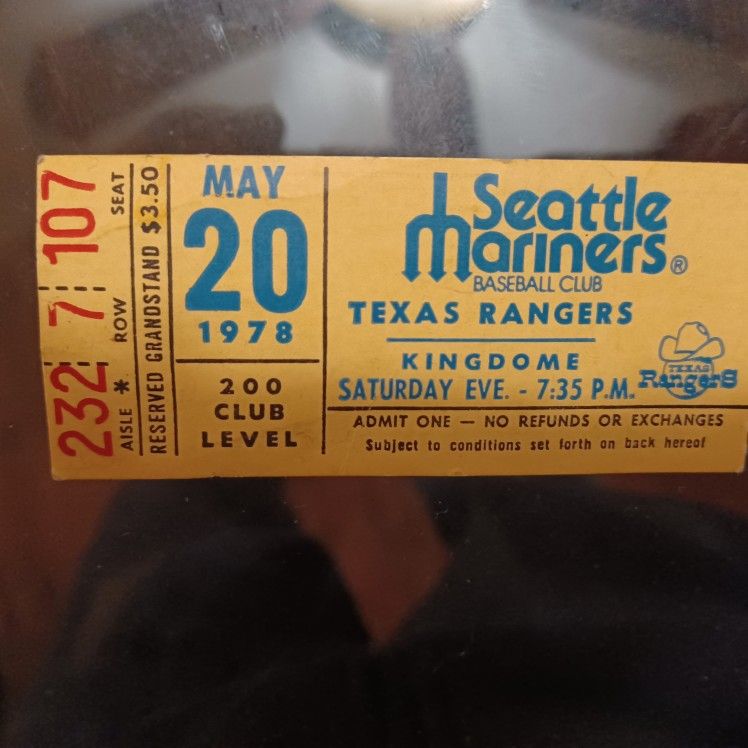 232 7 107
AISLE * ROW SEAT
RESERVED GRANDSTAND $3.50
MAY
20
1978
200
CLUB
LEVEL
Seattle
Mariners®
BASEBALL CLUB
TEXAS RANGERS
KINGDOME
SATURDAY EVE. - 7:35 P.M.
TEXAS
RangerS
ADMIT ONE — NO REFUNDS OR EXCHANGES
Subject to conditions set forth on back hereof